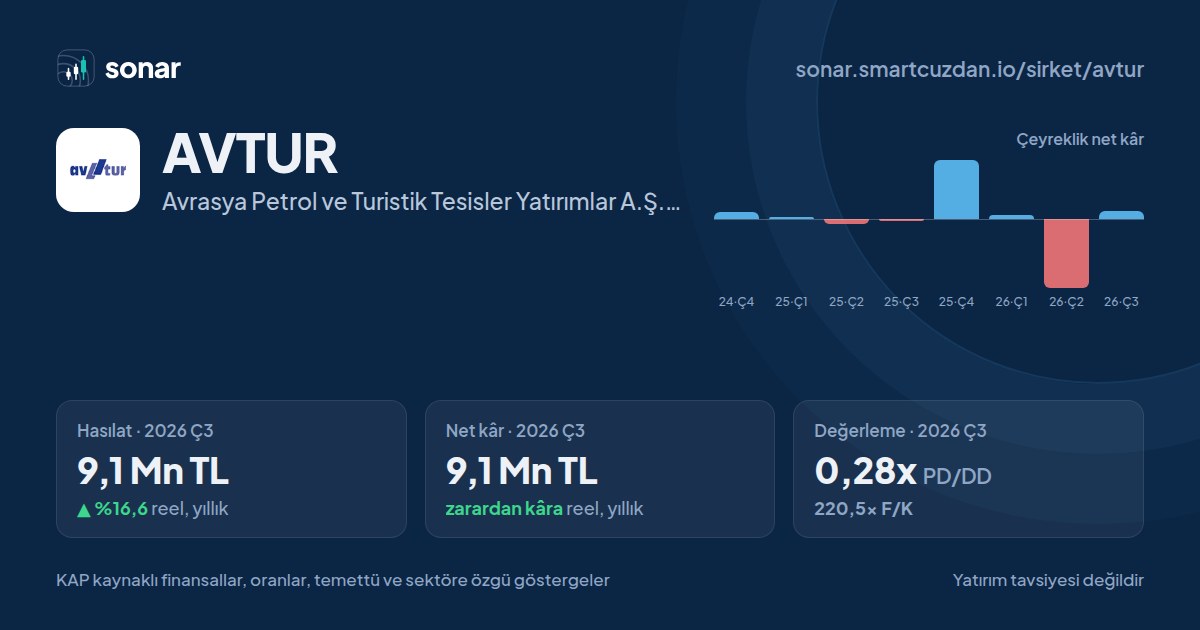 sonar
sonar.smartcuzdan.io/sirket/avtur
av tur
AVTUR
Avrasya Petrol ve Turistik Tesisler Yatırımlar A.Ş.…
Çeyreklik net kâr
24·Ç4 25·Ç1 25·Ç2 25·Ç3 25·Ç4 26·Ç1 26·Ç2 26·Ç3
Hasılat · 2026 Ç3
9,1 Mn TL
▲ %16,6 reel, yıllık
Net kâr · 2026 Ç3
9,1 Mn TL
zarardan kâra reel, yıllık
Değerleme · 2026 Ç3
0,28x PD/DD
220,5× F/K
KAP kaynaklı finansallar, oranlar, temettü ve sektöre özgü göstergeler
Yatırım tavsiyesi değildir